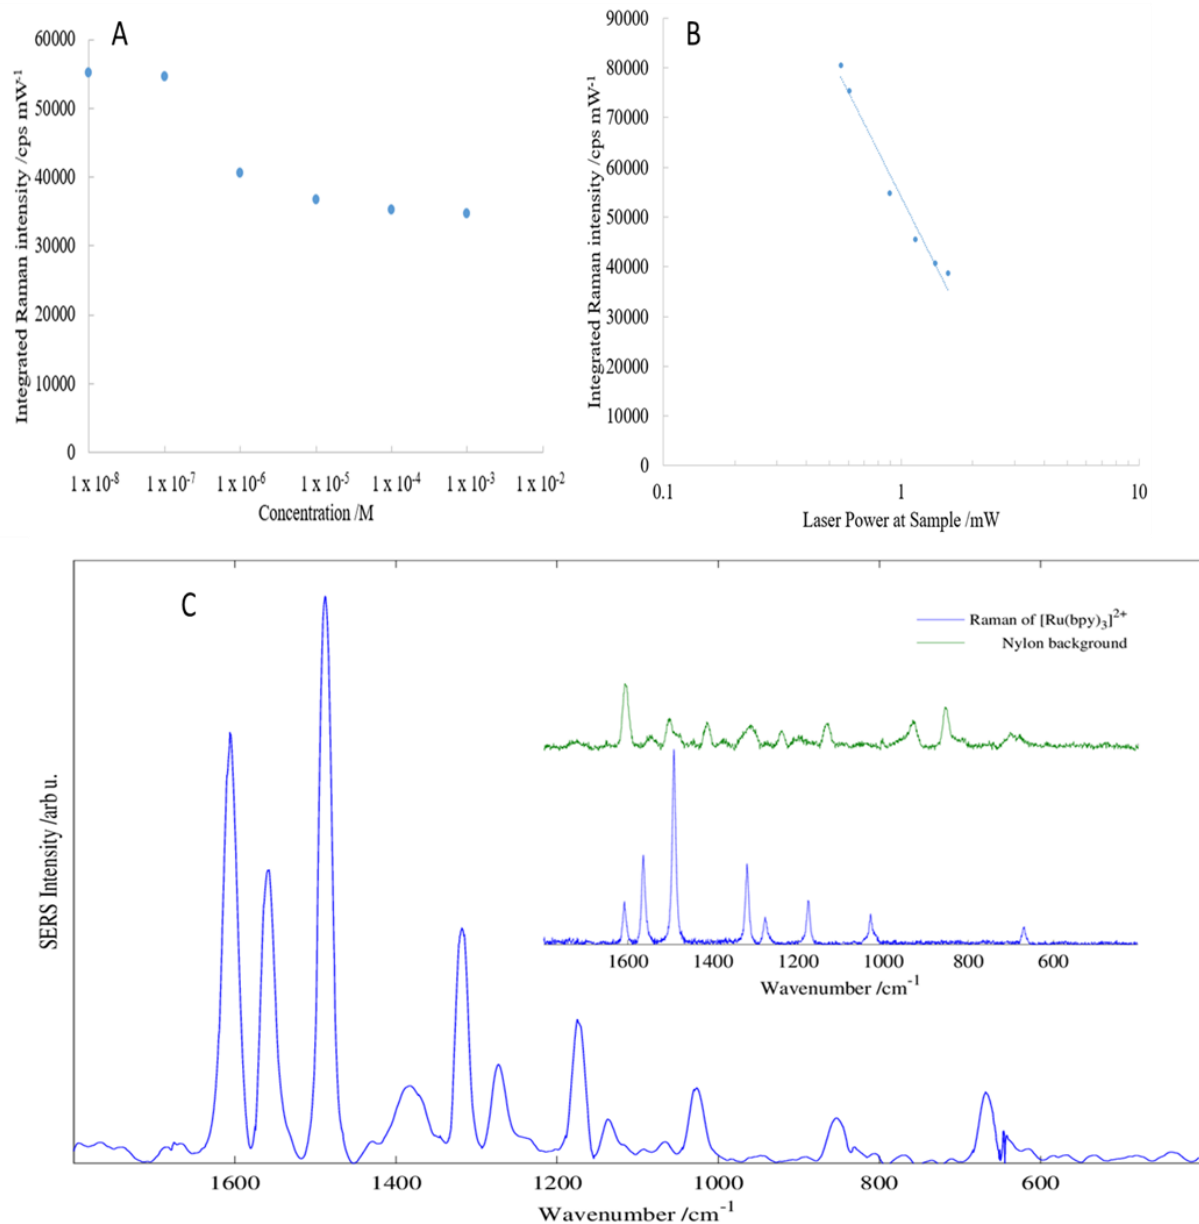 A
Integrated Raman intensity /cps mW⁻¹
60000
50000
40000
30000
20000
10000
0
1 x 10⁻⁸ 1 x 10⁻⁷ 1 x 10⁻⁶ 1 x 10⁻⁵ 1 x 10⁻⁴ 1 x 10⁻³ 1 x 10⁻²
Concentration /M
B
Integrated Raman intensity /cps mW⁻¹
90000
80000
70000
60000
50000
40000
30000
20000
10000
0
0.1 1 10
Laser Power at Sample /mW
C
SERS Intensity /arb u.
Raman of [Ru(bpy)₃]²⁺
Nylon background
1600 1400 1200 1000 800 600
Wavenumber /cm⁻¹
1600 1400 1200 1000 800 600
Wavenumber /cm⁻¹